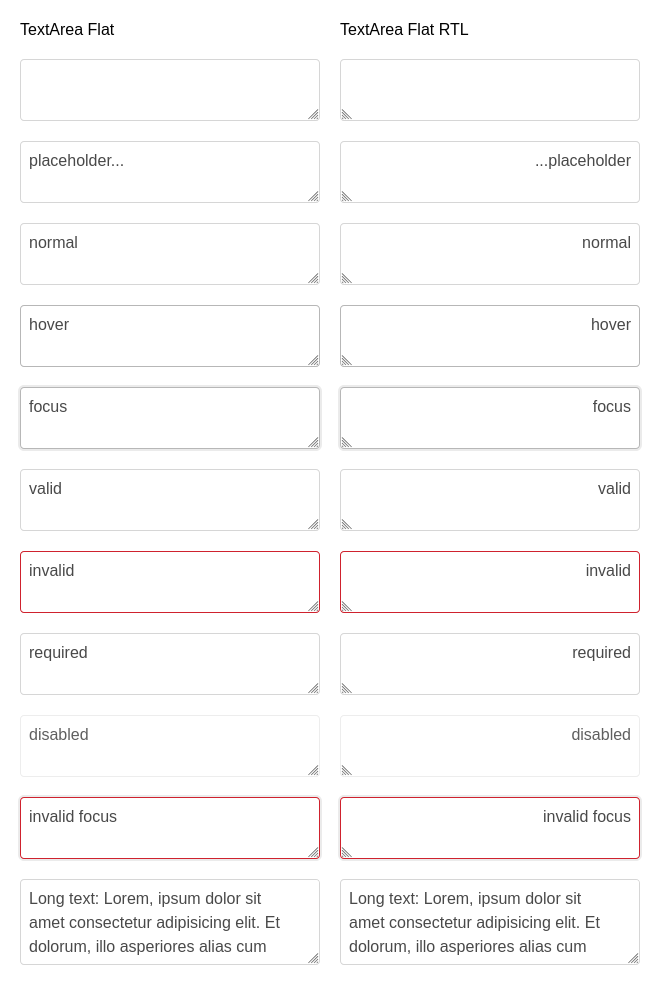 TextArea Flat
TextArea Flat RTL
placeholder...
...placeholder
normal
normal
hover
hover
focus
focus
valid
valid
invalid
invalid
required
required
disabled
disabled
invalid focus
invalid focus
Long text: Lorem, ipsum dolor sit
amet consectetur adipisicing elit. Et
dolorum, illo asperiores alias cum
Long text: Lorem, ipsum dolor sit
amet consectetur adipisicing elit. Et
dolorum, illo asperiores alias cum